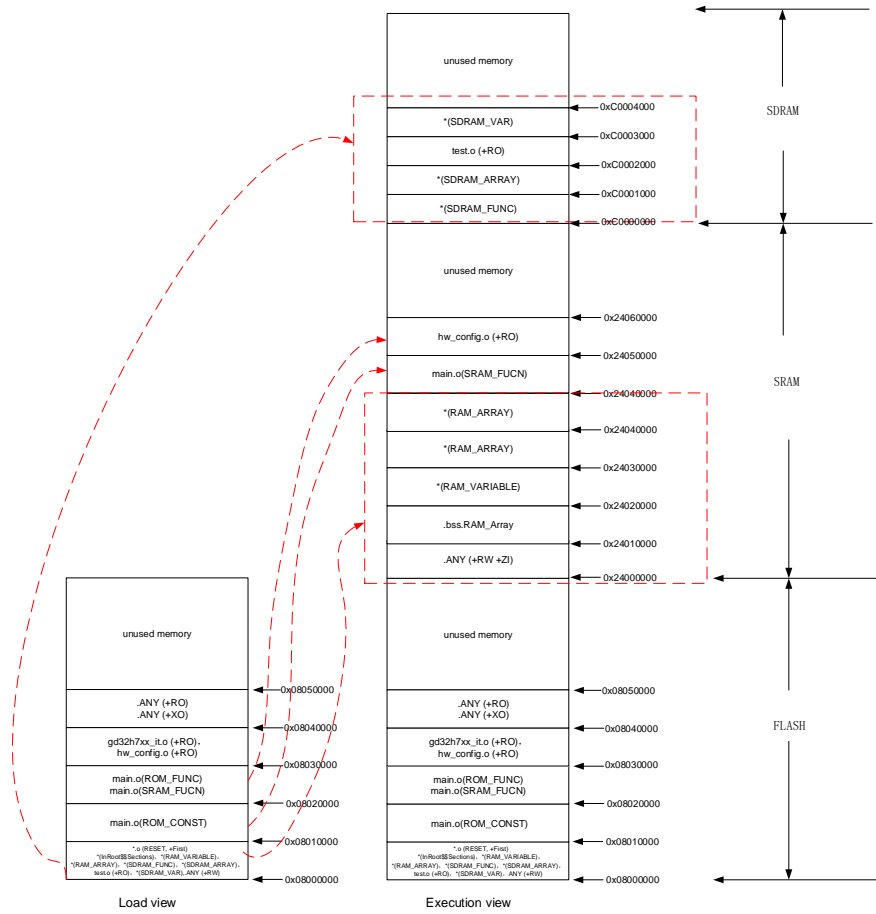 unused memory
0xC0004000
*(SDRAM_VAR)
SDRAM
0xC0003000
test.o (+RO)
0xC0002000
*(SDRAM_ARRAY)
0xC0001000
*(SDRAM_FUNC)
0xC0000000
unused memory
0x24060000
hw_config.o (+RO)
0x24050000
main.o(SRAM_FUCN)
SRAM
0x24040000
*(RAM_ARRAY)
0x24040000
*(RAM_ARRAY)
0x24030000
*(RAM_VARIABLE)
0x24020000
.bss.RAM_Array
0x24010000
.ANY (+RW +ZI)
0x24000000
unused memory
unused memory
0x08050000
0x08050000
.ANY (+RO)
.ANY (+XO)
.ANY (+RO)
.ANY (+XO)
FLASH
0x08040000
0x08040000
gd32h7xx_it.o (+RO),
hw_config.o (+RO)
gd32h7xx_it.o (+RO),
hw_config.o (+RO)
0x08030000
0x08030000
main.o(ROM_FUNC)
main.o(SRAM_FUCN)
main.o(ROM_FUNC)
main.o(SRAM_FUCN)
0x08020000
0x08020000
main.o(ROM_CONST)
main.o(ROM_CONST)
0x08010000
0x08010000
*.o (RESET, +First)
*(InRoot$$Sections), *(RAM_VARIABLE),
*(RAM_ARRAY), *(SDRAM_FUNC), *(SDRAM_ARRAY),
test.o (+RO), *(SDRAM_VAR),.ANY (+RW)
*.o (RESET, +First)
*(InRoot$$Sections), *(RAM_VARIABLE),
*(RAM_ARRAY), *(SDRAM_FUNC), *(SDRAM_ARRAY),
test.o (+RO), *(SDRAM_VAR), ANY (+RW)
0x08000000
0x08000000
Load view
Execution view